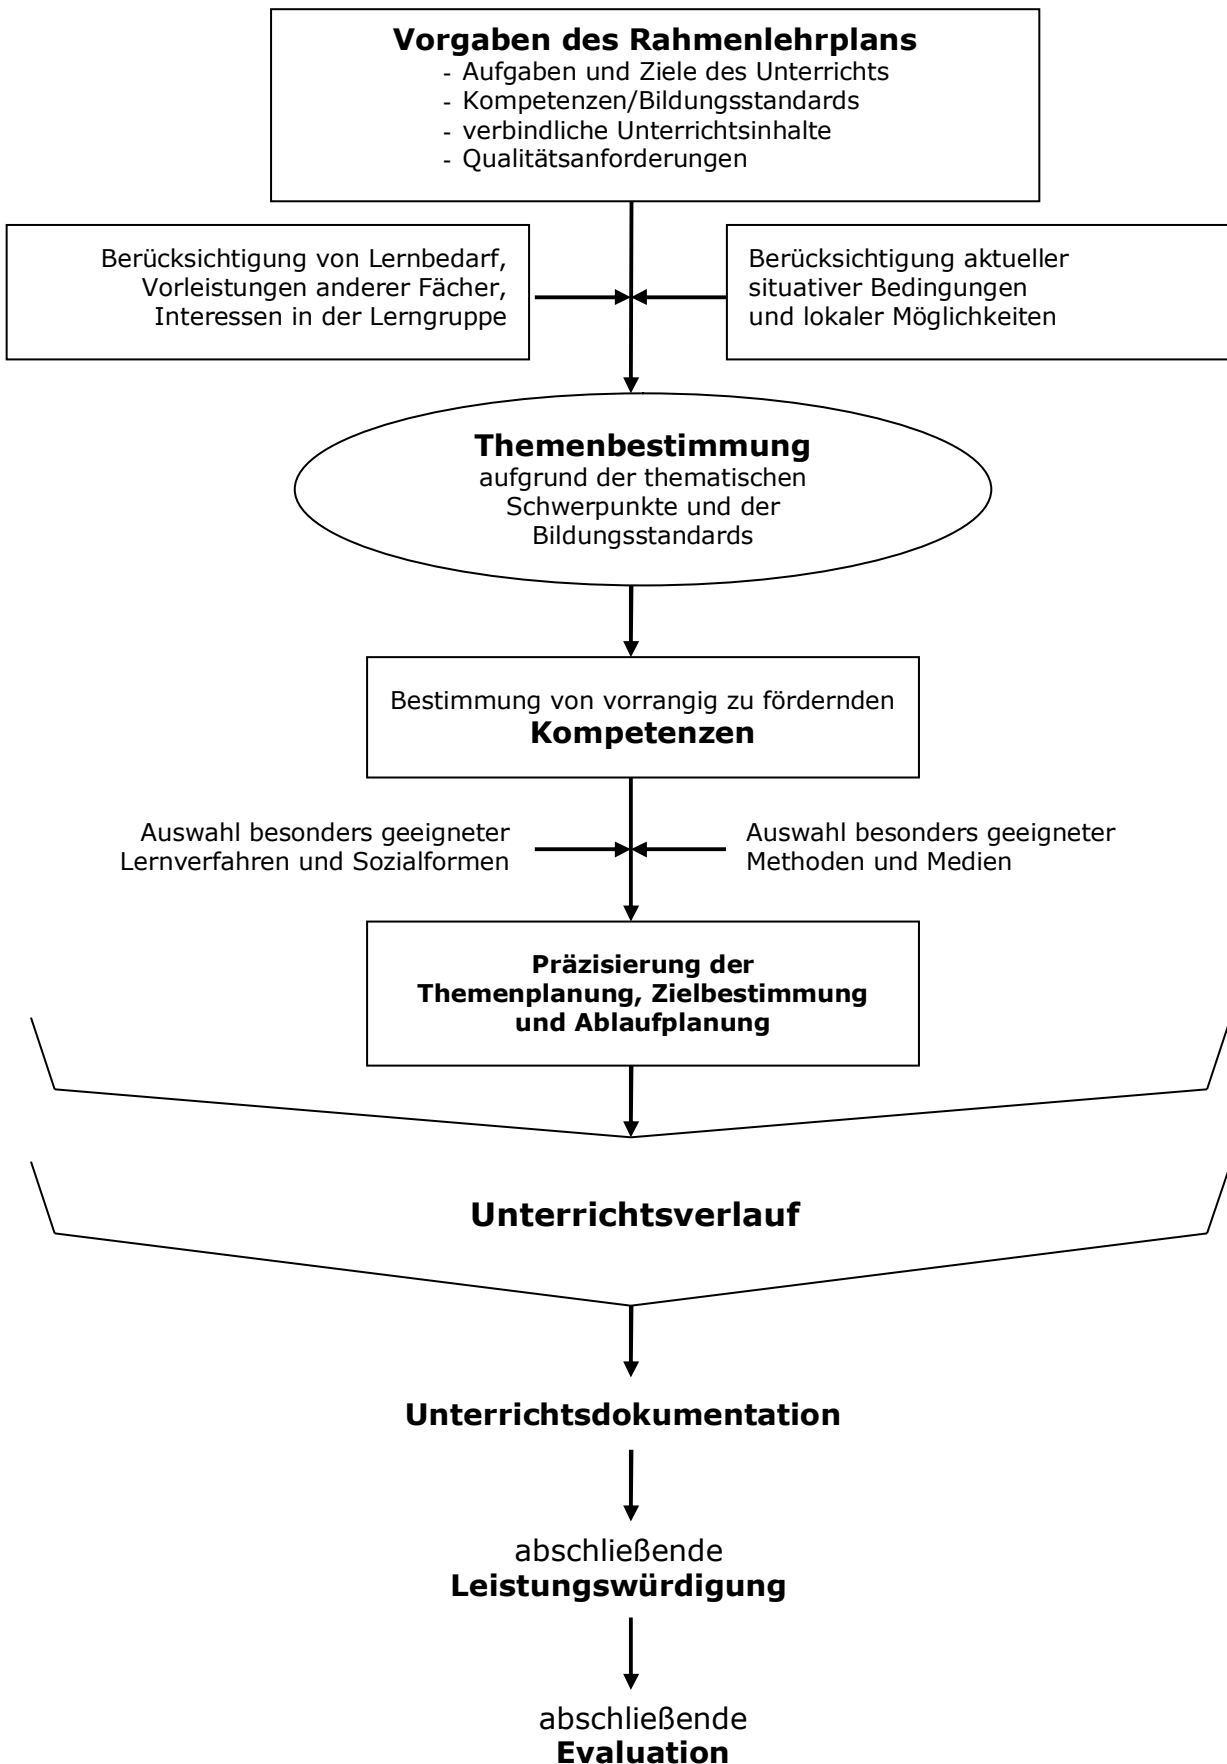 Vorgaben des Rahmenlehrplans
- Aufgaben und Ziele des Unterrichts
- Kompetenzen/Bildungsstandards
- verbindliche Unterrichtsinhalte
- Qualitätsanforderungen
Berücksichtigung von Lernbedarf,
Vorleistungen anderer Fächer,
Interessen in der Lerngruppe
Berücksichtigung aktueller
situativer Bedingungen
und lokaler Möglichkeiten
Themenbestimmung
aufgrund der thematischen
Schwerpunkte und der
Bildungsstandards
Bestimmung von vorrangig zu fördernden
Kompetenzen
Auswahl besonders geeigneter
Lernverfahren und Sozialformen
Auswahl besonders geeigneter
Methoden und Medien
Präzisierung der
Themenplanung, Zielbestimmung
und Ablaufplanung
Unterrichtsverlauf
Unterrichtsdokumentation
abschließende
Leistungswürdigung
abschließende
Evaluation